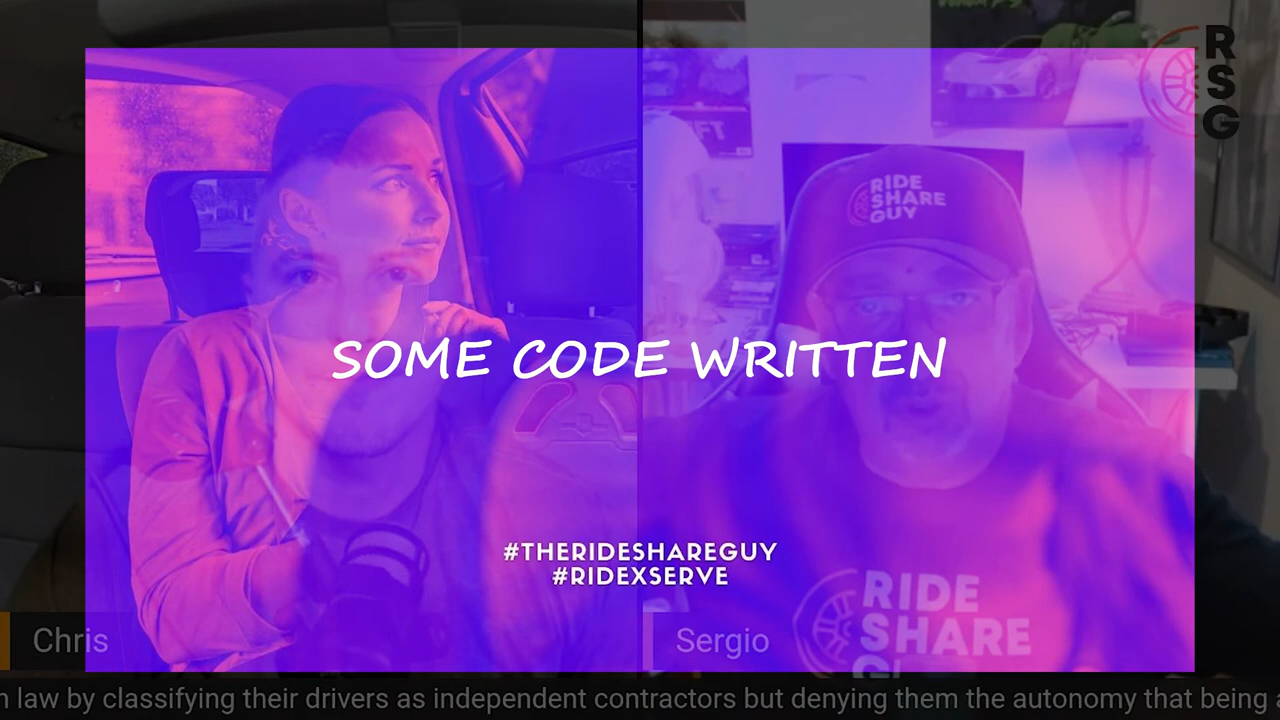 R
S
G
FT
RIDE
SHARE
GUY
SOME CODE WRITTEN
#THERIDESHAREGUY
#RIDEXSERVE
RIDE
SHARE
Chris
Sergio
law by classifying their drivers as independent contractors but denying them the autonomy that being